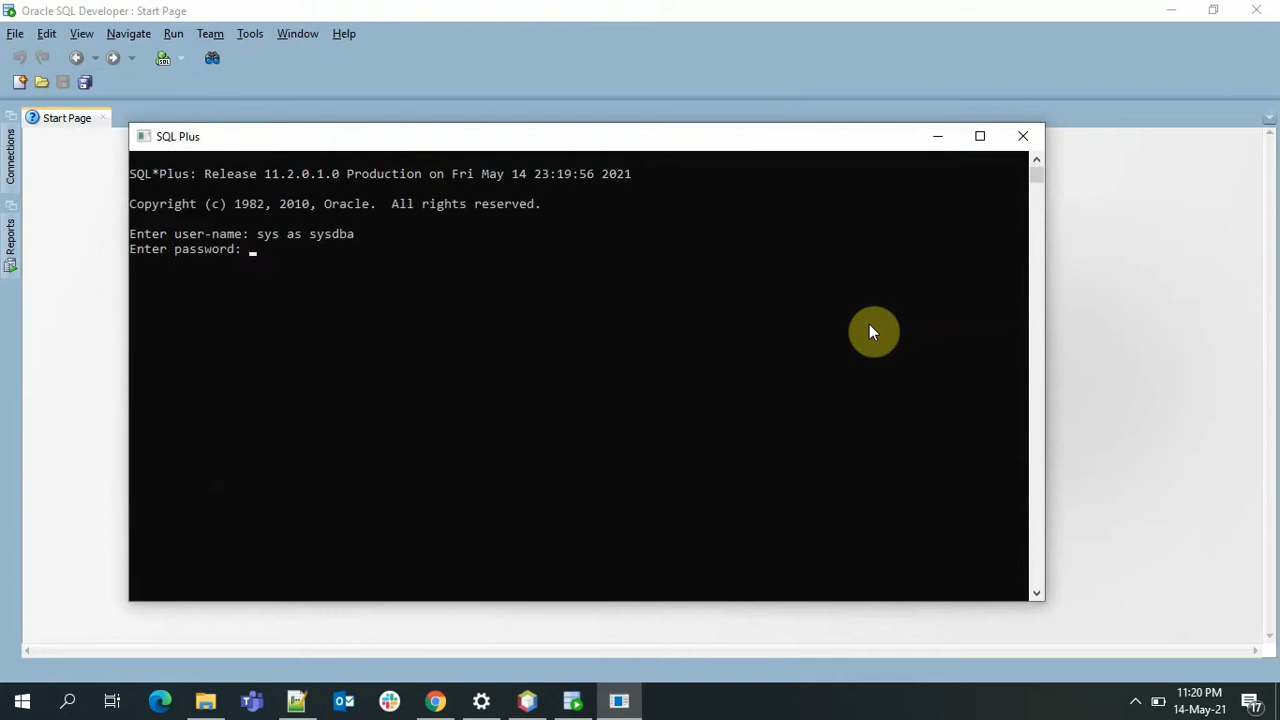 Oracle SQL Developer : Start Page
File Edit View Navigate Run Team Tools Window Help
SQL
Start Page
Connections
Reports
SQL Plus
SQL*Plus: Release 11.2.0.1.0 Production on Fri May 14 23:19:56 2021
Copyright (c) 1982, 2010, Oracle.  All rights reserved.
Enter user-name: sys as sysdba
Enter password:
11:20 PM
14-May-21
17